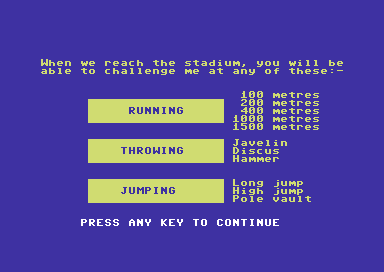 When we reach the stadium, you will be
able to challenge me at any of these:-
100 metres
200 metres
RUNNING 400 metres
1000 metres
1500 metres
Javelin
THROWING Discus
Hammer
Long jump
JUMPING High jump
Pole vault
PRESS ANY KEY TO CONTINUE